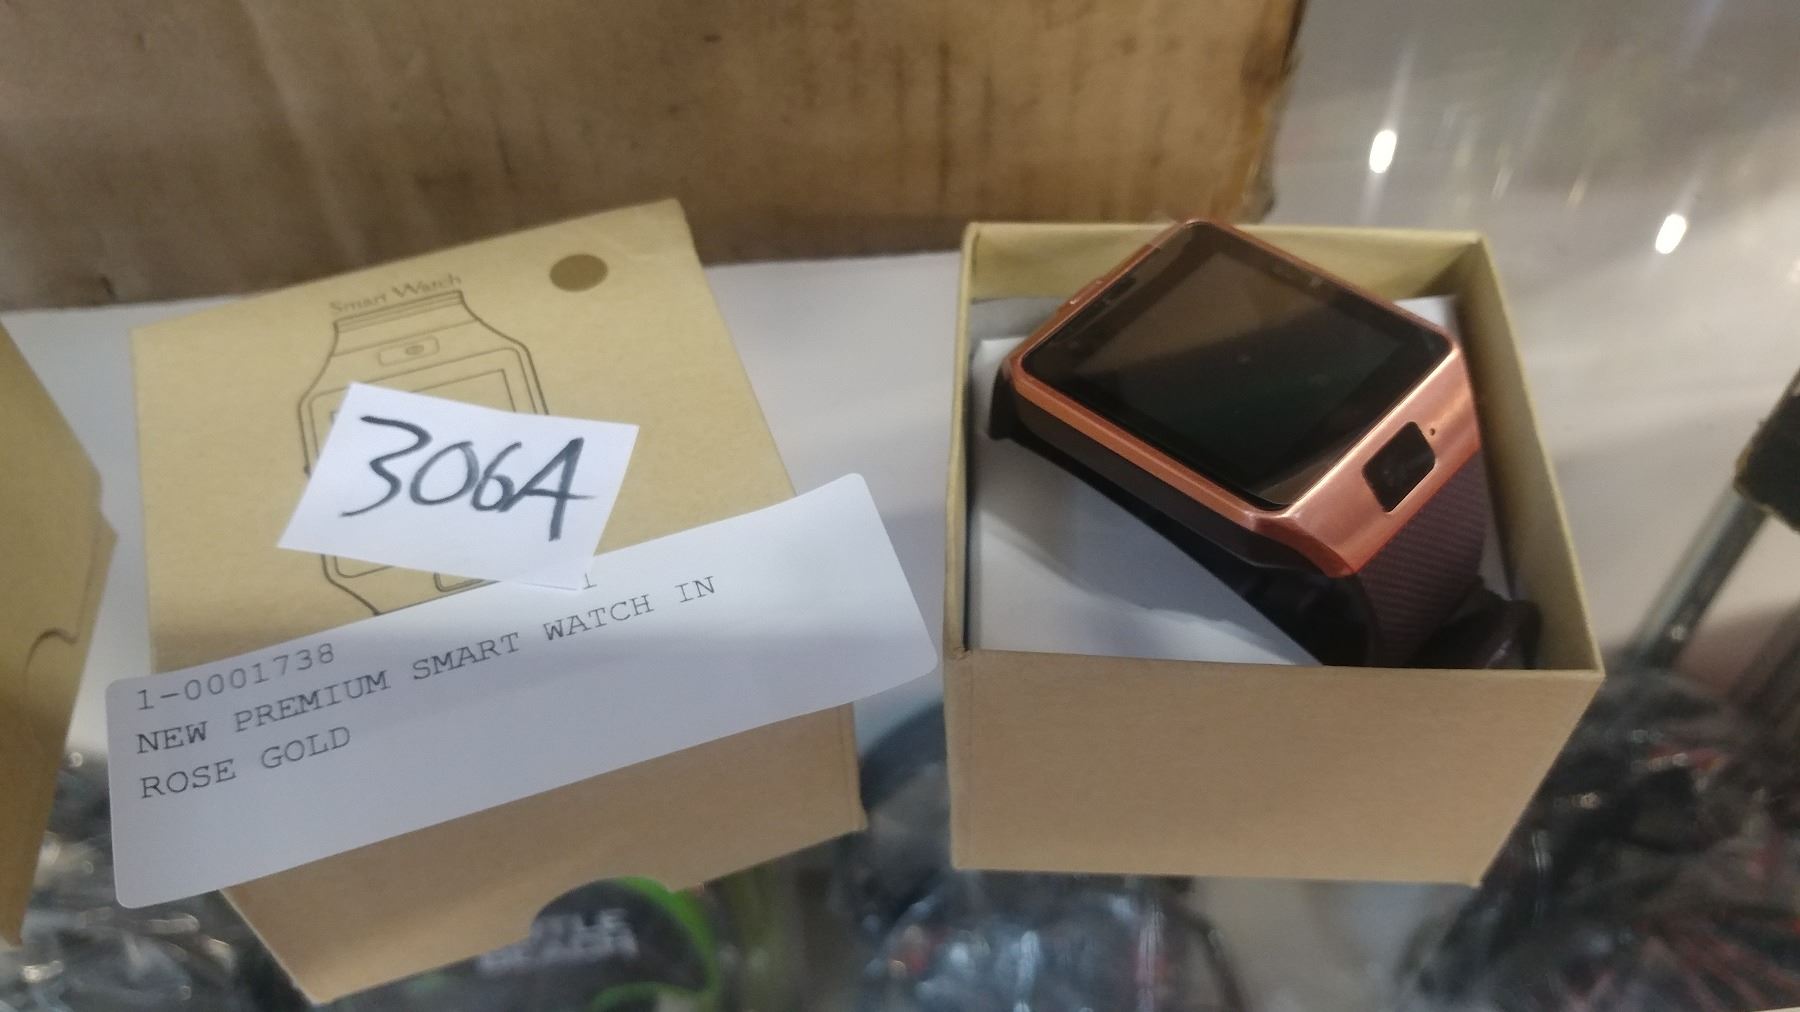 Smart Watch
306A
1-0001738
NEW PREMIUM SMART WATCH IN
ROSE GOLD